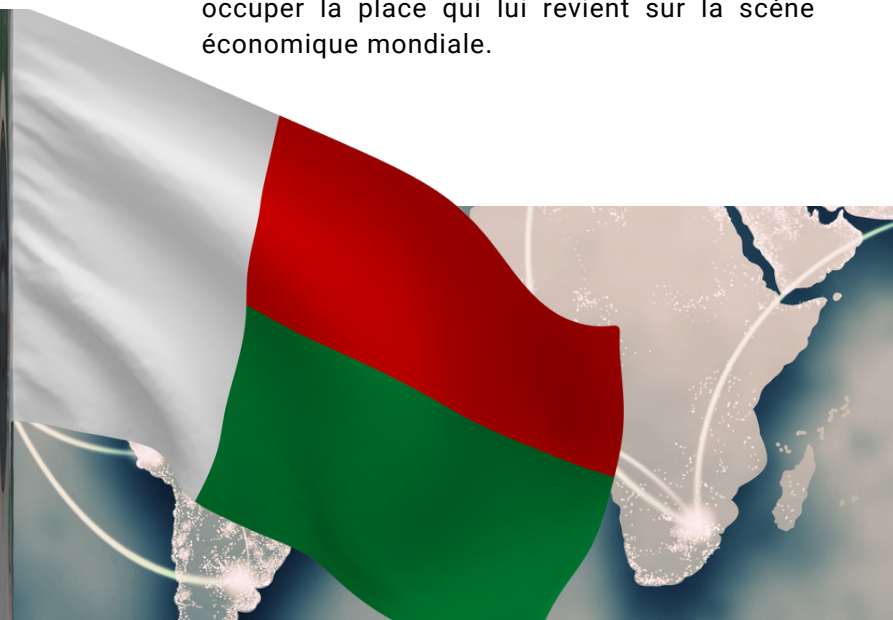 occuper la place qui lui revient sur la scène
économique mondiale.